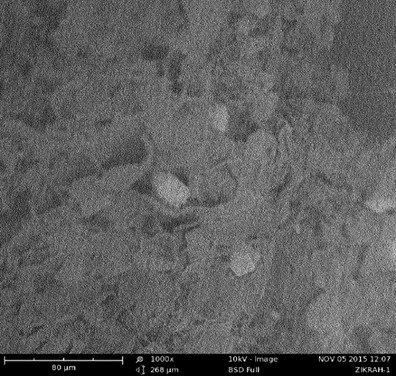 80 µm
1000x
268 µm
10kV - Image
BSD Full
NOV 05 2015 12:07
ZIKRAH-1